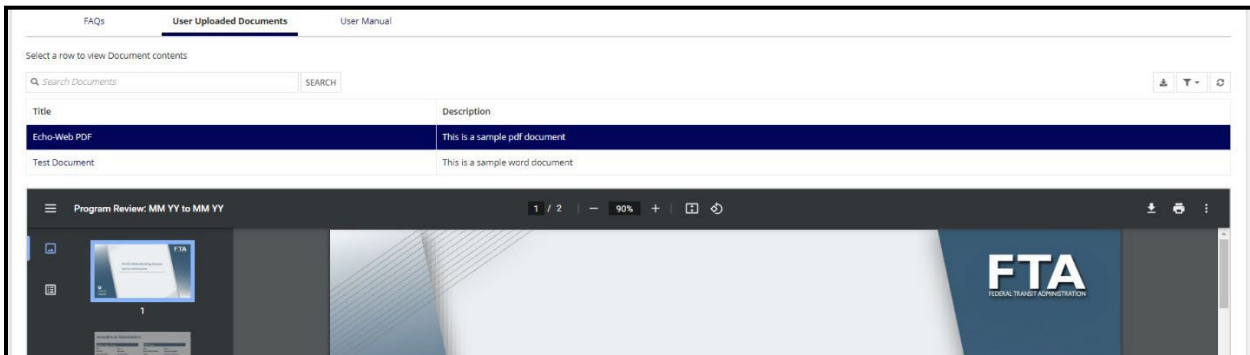 FAQs User Uploaded Documents User Manual
Select a row to view Document contents
Search Documents SEARCH
Title Description
Echo-Web PDF This is a sample pdf document
Test Document This is a sample word document
Program Review: MM YY to MM YY 1 / 2 − 90% +
FTA
1
FTA
FEDERAL TRANSIT ADMINISTRATION